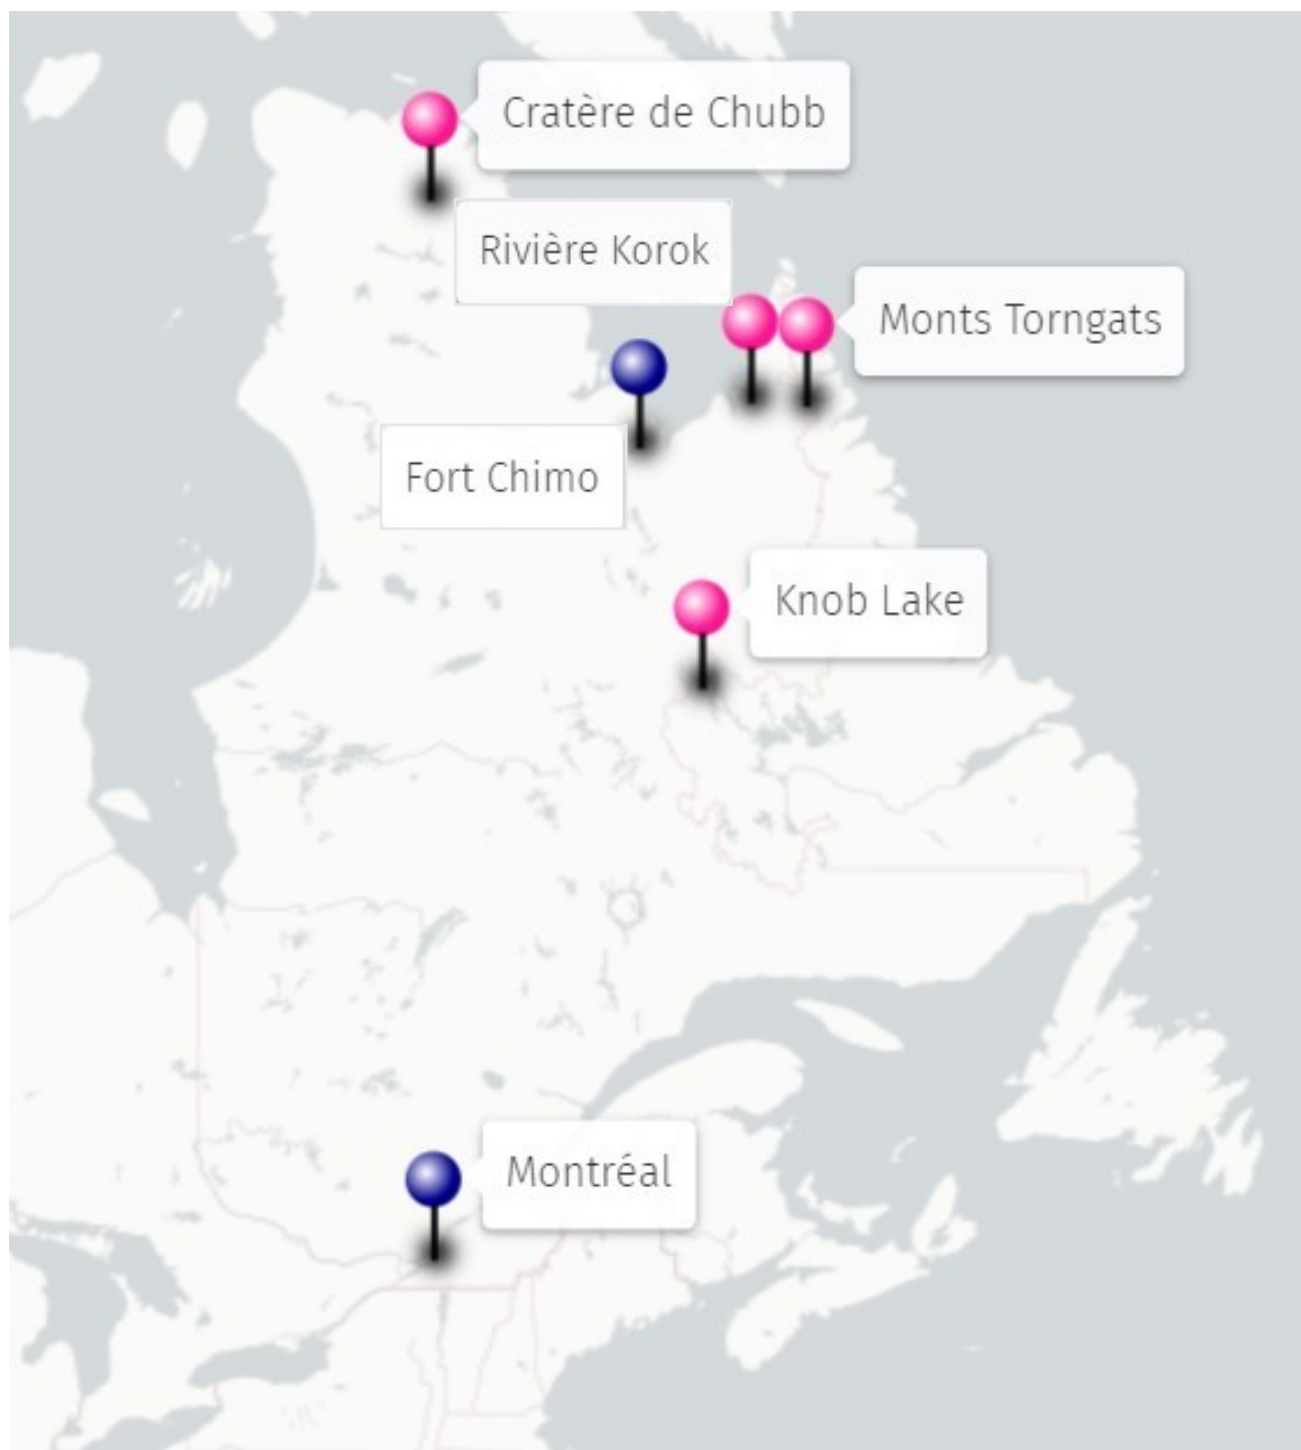 Cratère de Chubb
Rivière Korok
Monts Torngats
Fort Chimo
Knob Lake
Montréal